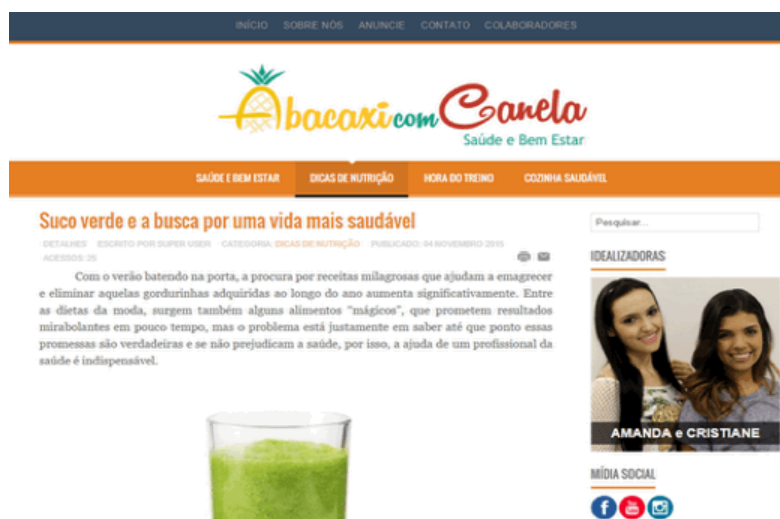 INÍCIO SOBRE NÓS ANUNCIE CONTATO COLABORADORES
Abacaxi com Canela
Saúde e Bem Estar
SAÚDE E BEM ESTAR DICAS DE NUTRIÇÃO HORA DO TREINO COZINHA SAUDÁVEL
Suco verde e a busca por uma vida mais saudável
DETALHES ESCRITO POR SUPER USER CATEGORIA: DICAS DE NUTRIÇÃO PUBLICADO: 04 NOVEMBRO 2015
ACESSOS: 25
Com o verão batendo na porta, a procura por receitas milagrosas que ajudam a emagrecer
e eliminar aquelas gordurinhas adquiridas ao longo do ano aumenta significativamente. Entre
as dietas da moda, surgem também alguns alimentos "mágicos", que prometem resultados
mirabolantes em pouco tempo, mas o problema está justamente em saber até que ponto essas
promessas são verdadeiras e se não prejudicam a saúde, por isso, a ajuda de um profissional da
saúde é indispensável.
Pesquisar...
IDEALIZADORAS
AMANDA e CRISTIANE
MÍDIA SOCIAL